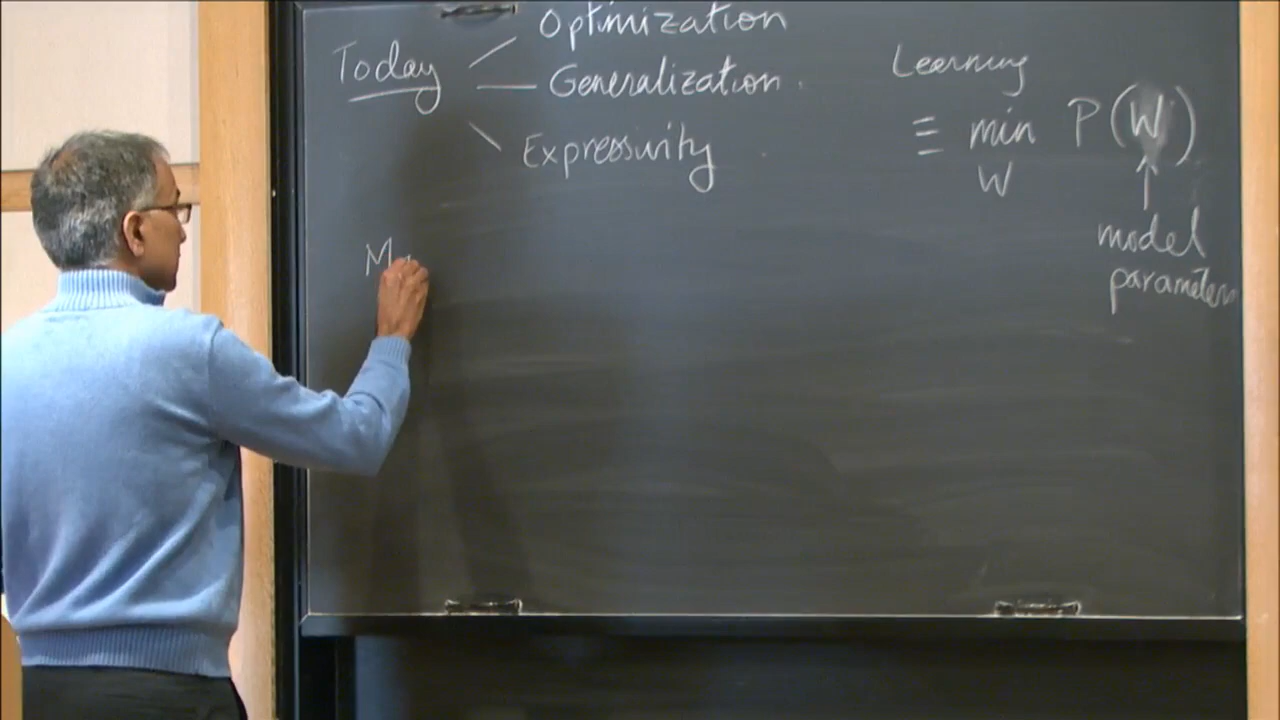 Today
Optimization
Generalization
Expressivity
Learning
≡ min P(W)
W
model
parameters